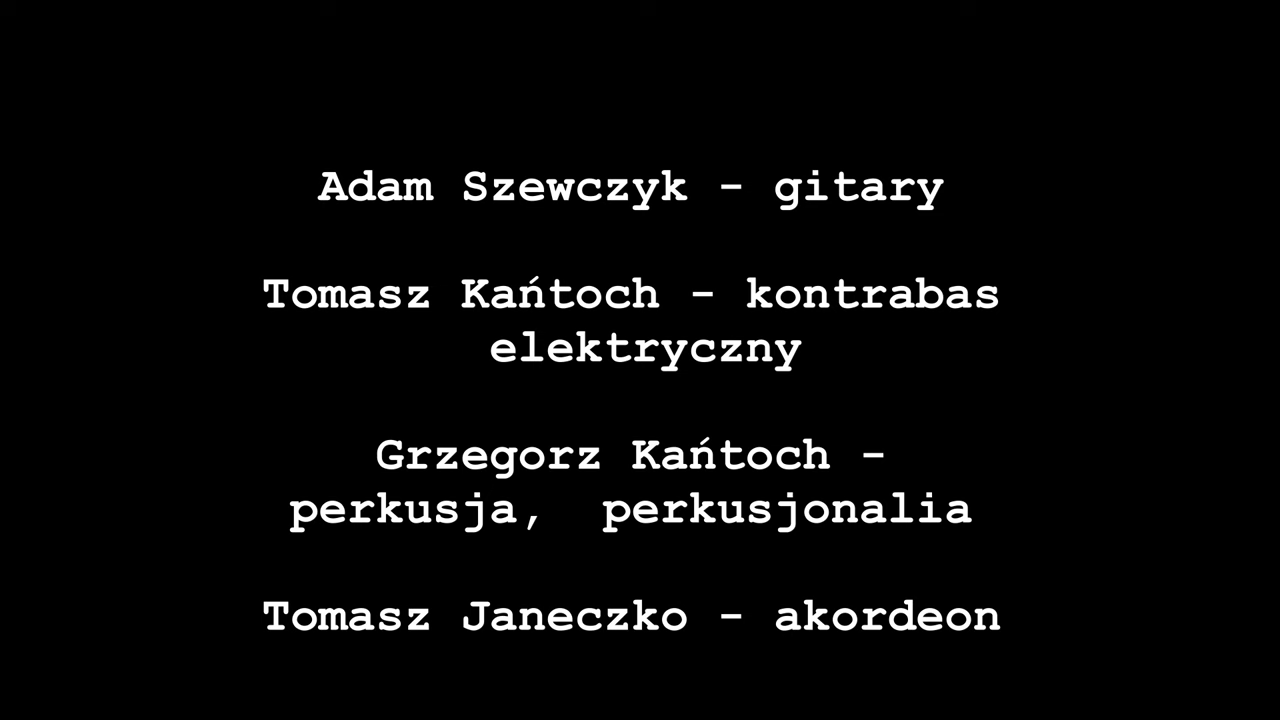 Adam Szewczyk - gitary
Tomasz Kańtoch - kontrabas
elektryczny
Grzegorz Kańtoch -
perkusja,  perkusjonalia
Tomasz Janeczko - akordeon